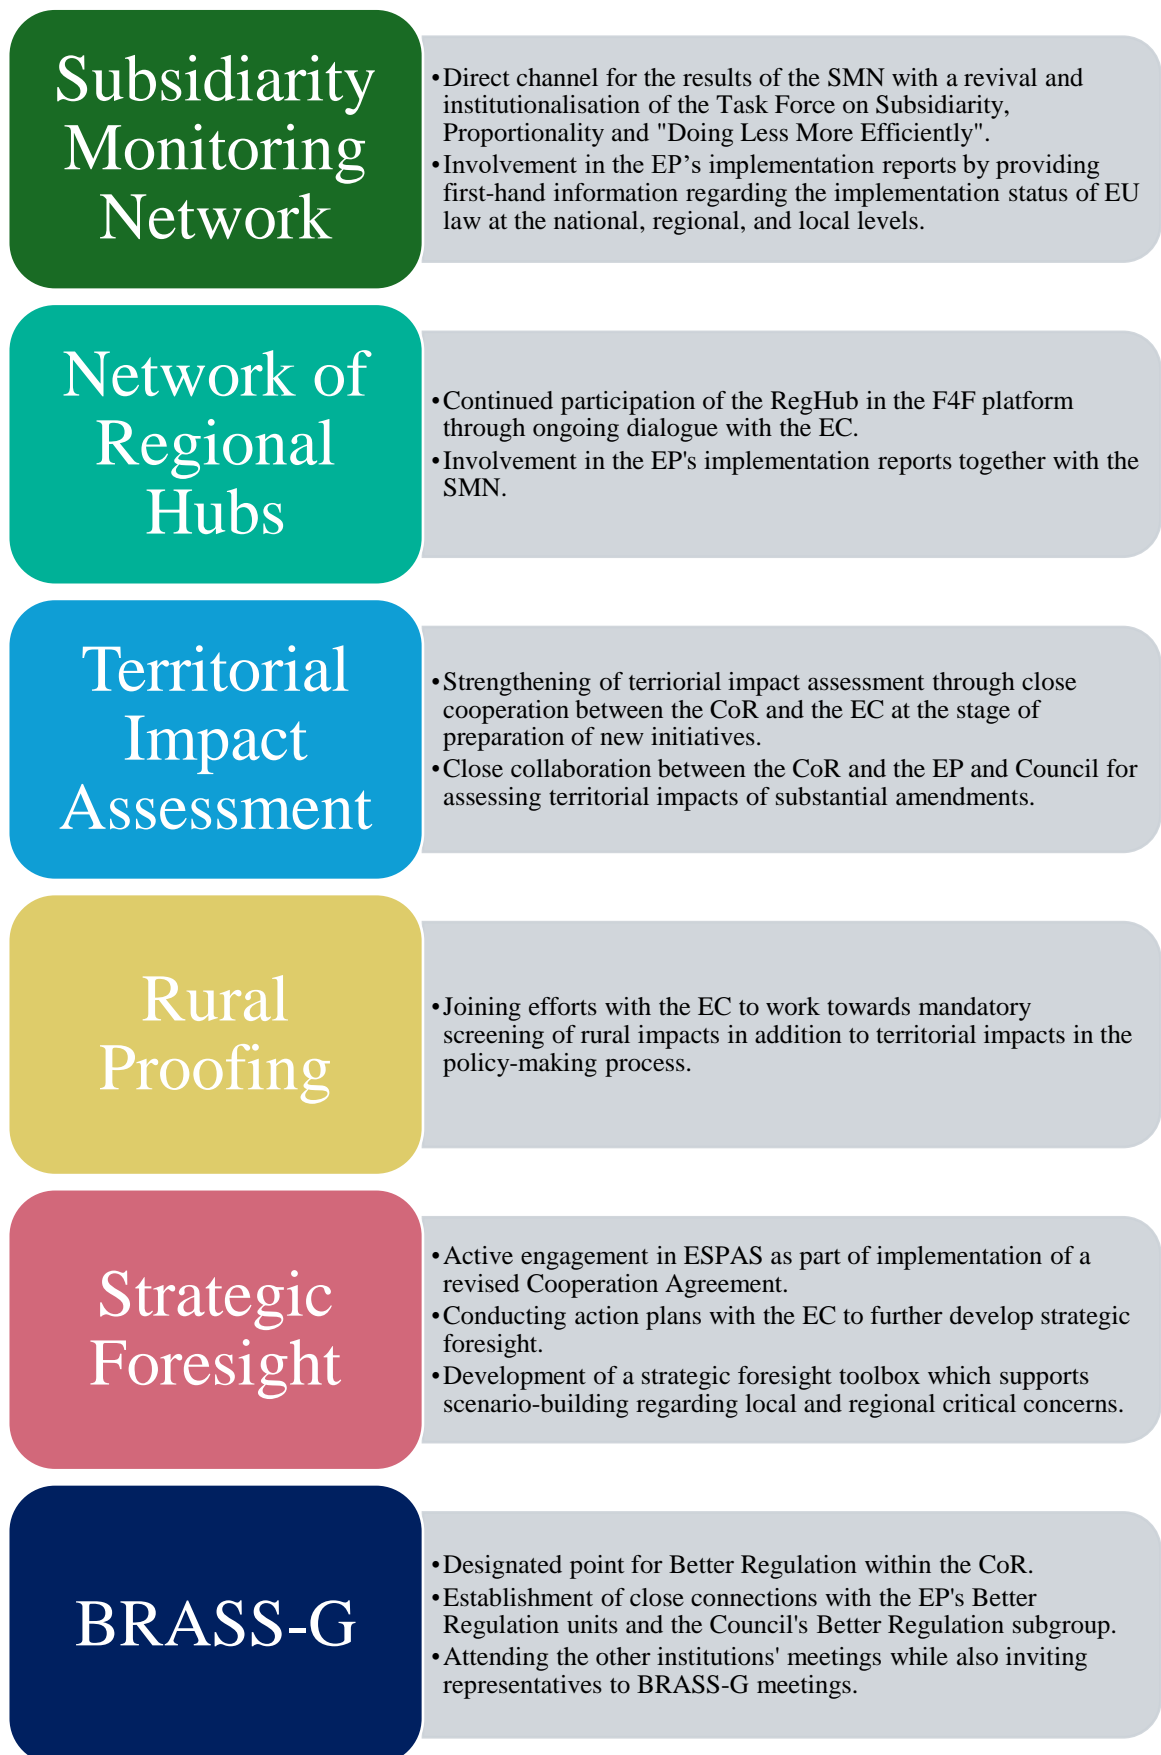 Subsidiarity
Monitoring
Network
•Direct channel for the results of the SMN with a revival and
institutionalisation of the Task Force on Subsidiarity,
Proportionality and "Doing Less More Efficiently".
•Involvement in the EP’s implementation reports by providing
first-hand information regarding the implementation status of EU
law at the national, regional, and local levels.
Network of
Regional
Hubs
•Continued participation of the RegHub in the F4F platform
through ongoing dialogue with the EC.
•Involvement in the EP's implementation reports together with the
SMN.
Territorial
Impact
Assessment
•Strengthening of terriorial impact assessment through close
cooperation between the CoR and the EC at the stage of
preparation of new initiatives.
•Close collaboration between the CoR and the EP and Council for
assessing territorial impacts of substantial amendments.
Rural
Proofing
•Joining efforts with the EC to work towards mandatory
screening of rural impacts in addition to territorial impacts in the
policy-making process.
Strategic
Foresight
•Active engagement in ESPAS as part of implementation of a
revised Cooperation Agreement.
•Conducting action plans with the EC to further develop strategic
foresight.
•Development of a strategic foresight toolbox which supports
scenario-building regarding local and regional critical concerns.
BRASS-G
•Designated point for Better Regulation within the CoR.
•Establishment of close connections with the EP's Better
Regulation units and the Council's Better Regulation subgroup.
•Attending the other institutions' meetings while also inviting
representatives to BRASS-G meetings.